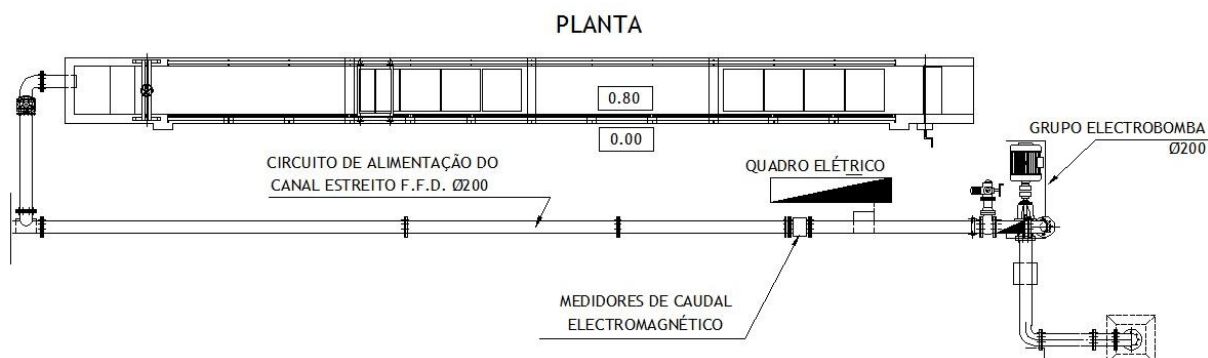 PLANTA
0.80
0.00
GRUPO ELECTROBOMBA
Ø200
CIRCUITO DE ALIMENTAÇÃO DO
CANAL ESTREITO F.F.D. Ø200
QUADRO ELÉTRICO
MEDIDORES DE CAUDAL
ELECTROMAGNÉTICO